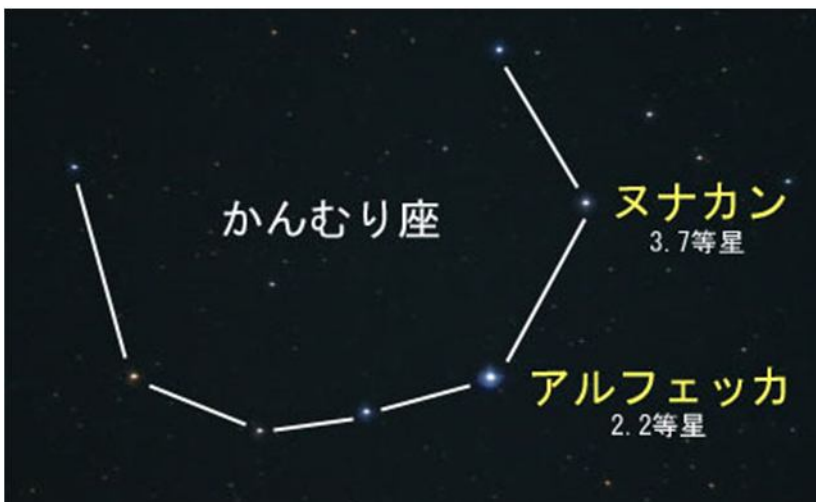 かんむり座
ヌナカン
3.7等星
アルフェッカ
2.2等星